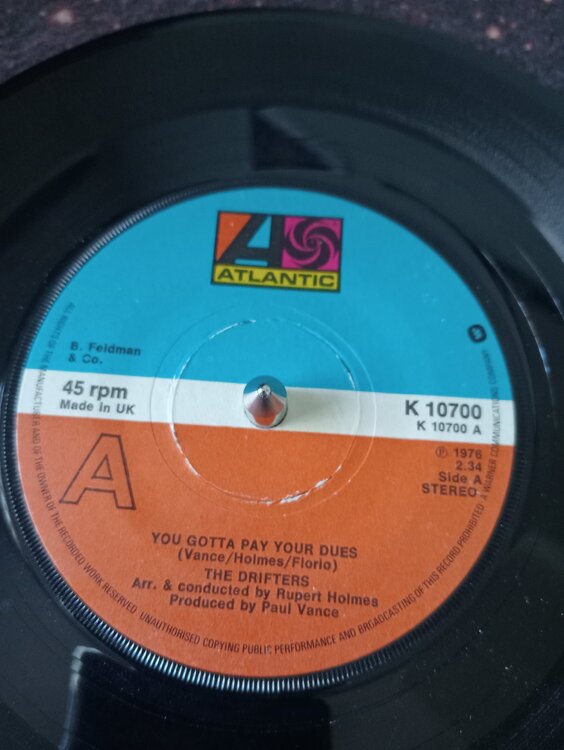 ATLANTIC
B. Feldman
& Co.
45 rpm
Made in UK
K 10700
K 10700 A
℗ 1976
2.34
Side A
STEREO
A
YOU GOTTA PAY YOUR DUES
(Vance/Holmes/Florio)
THE DRIFTERS
Arr. & conducted by Rupert Holmes
Produced by Paul Vance
ALL RIGHTS OF THE MANUFACTURER AND OF THE OWNER OF THE RECORDED WORK RESERVED. UNAUTHORISED COPYING PUBLIC PERFORMANCE AND BROADCASTING OF THIS RECORD PROHIBITED. A WARNER COMMUNICATIONS COMPANY